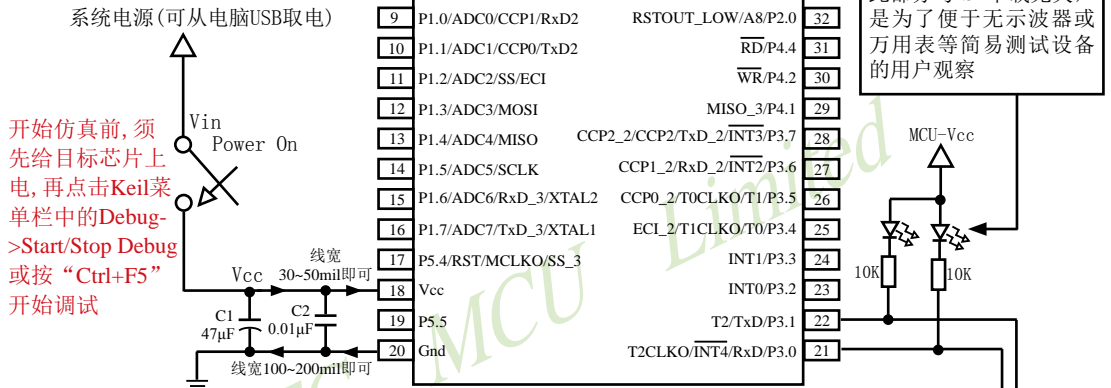 系统电源(可从电脑USB取电)
Vin
Power On
开始仿真前,须
先给目标芯片上
电,再点击Keil菜
单栏中的Debug-
>Start/Stop Debug
或按“Ctrl+F5”
开始调试
Vcc
线宽
30~50mil即可
C1
47μF
C2
0.01μF
线宽100~200mil即可
9 P1.0/ADC0/CCP1/RxD2
10 P1.1/ADC1/CCP0/TxD2
11 P1.2/ADC2/SS/ECI
12 P1.3/ADC3/MOSI
13 P1.4/ADC4/MISO
14 P1.5/ADC5/SCLK
15 P1.6/ADC6/RxD_3/XTAL2
16 P1.7/ADC7/TxD_3/XTAL1
17 P5.4/RST/MCLKO/SS_3
18 Vcc
19 P5.5
20 Gnd
RSTOUT_LOW/A8/P2.0 32
RD/P4.4 31
WR/P4.2 30
MISO_3/P4.1 29
CCP2_2/CCP2/TxD_2/INT3/P3.7 28
CCP1_2/RxD_2/INT2/P3.6 27
CCP0_2/T0CLKO/T1/P3.5 26
ECI_2/T1CLKO/T0/P3.4 25
INT1/P3.3 24
INT0/P3.2 23
T2/TxD/P3.1 22
T2CLKO/INT4/RxD/P3.0 21
是为了便于无示波器或
万用表等简易测试设备
的用户观察
MCU-Vcc
10K
10K
MCU Limited